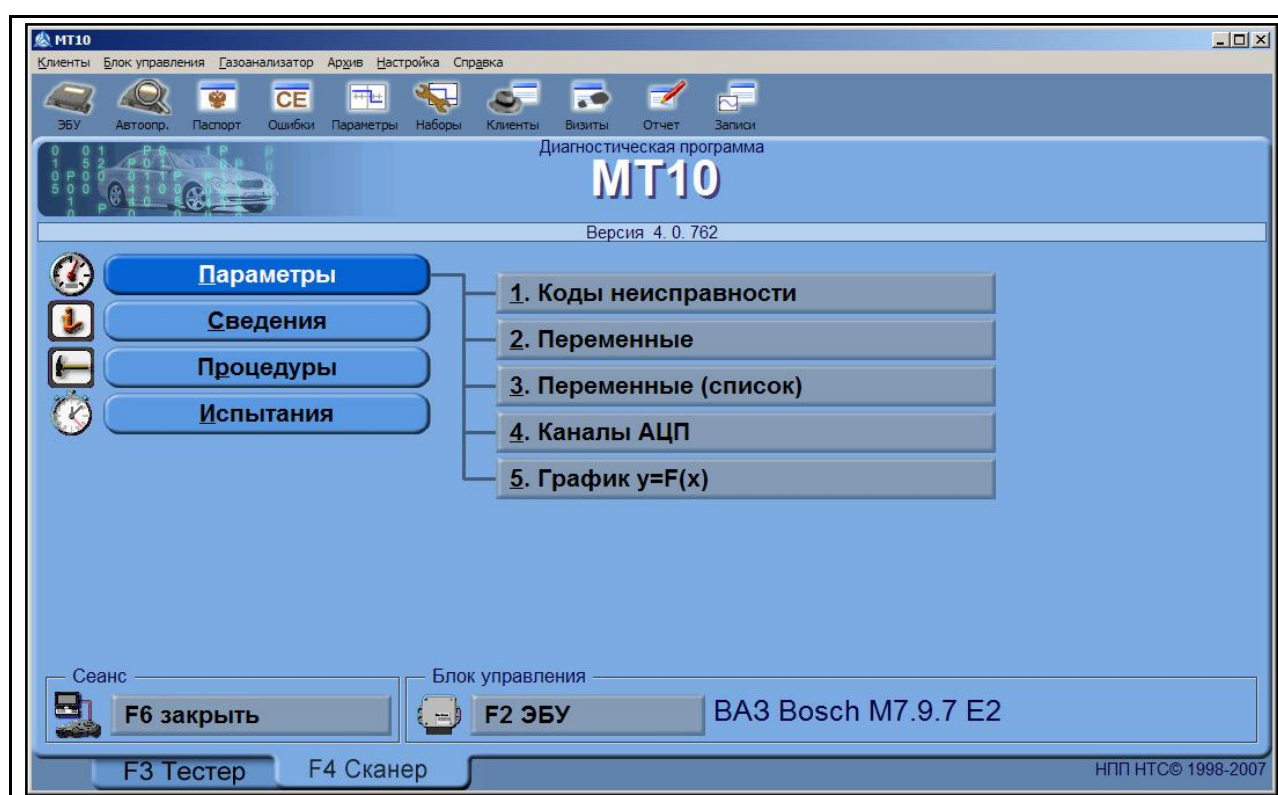 МТ10
Клиенты Блок управления Газоанализатор Архив Настройка Справка
CE
ЭБУ Автоопр. Паспорт Ошибки Параметры Наборы Клиенты Визиты Отчет Записи
Диагностическая программа
МТ10
Версия 4. 0. 762
Параметры
Сведения
Процедуры
Испытания
1. Коды неисправности
2. Переменные
3. Переменные (список)
4. Каналы АЦП
5. График y=F(x)
Сеанс
Блок управления
F6 закрыть
F2 ЭБУ
ВАЗ Bosch M7.9.7 E2
F3 Тестер
F4 Сканер
НПП НТС© 1998-2007